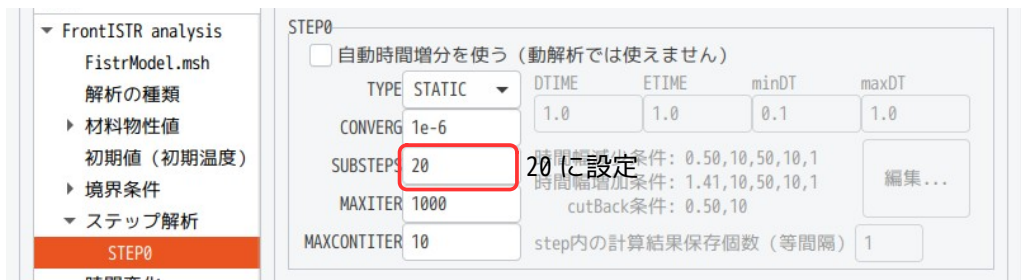 FrontISTR analysis
FistrModel.msh
解析の種類
材料物性値
初期値（初期温度）
境界条件
ステップ解析
STEP0
STEP0
自動時間増分を使う（動解析では使えません）
TYPE STATIC
CONVERG 1e-6
SUBSTEPS 20
MAXITER 1000
MAXCONTITER 10
20に設定
DTIME ETIME minDT maxDT
1.0 1.0 0.1 1.0
時間幅減少条件: 0.50,10,50,10,1
時間幅増加条件: 1.41,10,50,10,1
cutBack条件: 0.50,10
編集...
step内の計算結果保存個数（等間隔） 1